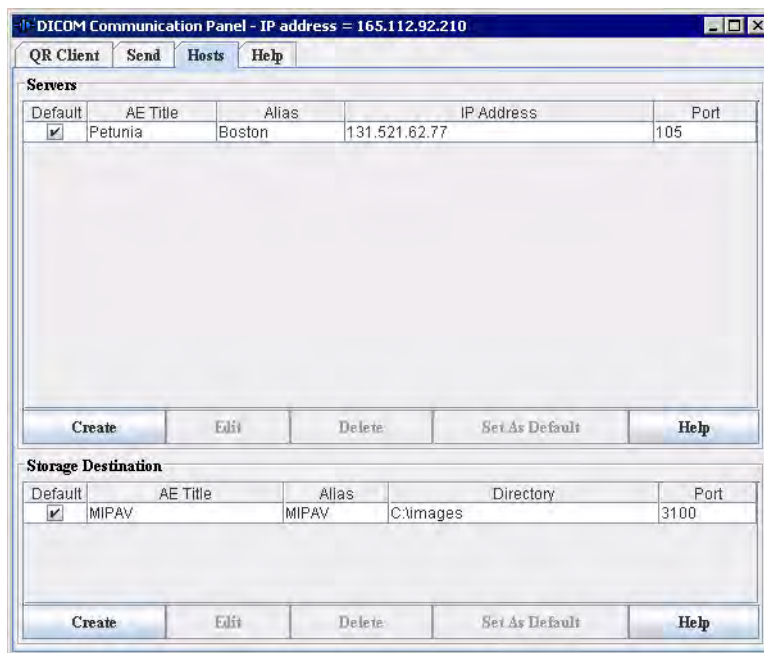 DICOM Communication Panel - IP address = 165.112.92.210
QR Client Send Hosts Help
Servers
Default AE Title Alias IP Address Port
Petunia Boston 131.521.62.77 105
Create Edit Delete Set As Default Help
Storage Destination
Default AE Title Alias Directory Port
MIPAV MIPAV C:\images 3100
Create Edit Delete Set As Default Help